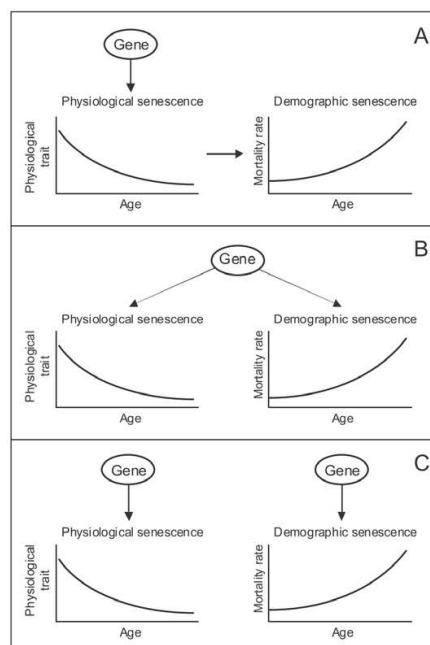 A
Gene
Physiological senescence
Demographic senescence
Physiological
trait
Mortality rate
Age
Age
B
Gene
Physiological senescence
Demographic senescence
Physiological
trait
Mortality rate
Age
Age
C
Gene
Gene
Physiological senescence
Demographic senescence
Physiological
trait
Mortality rate
Age
Age